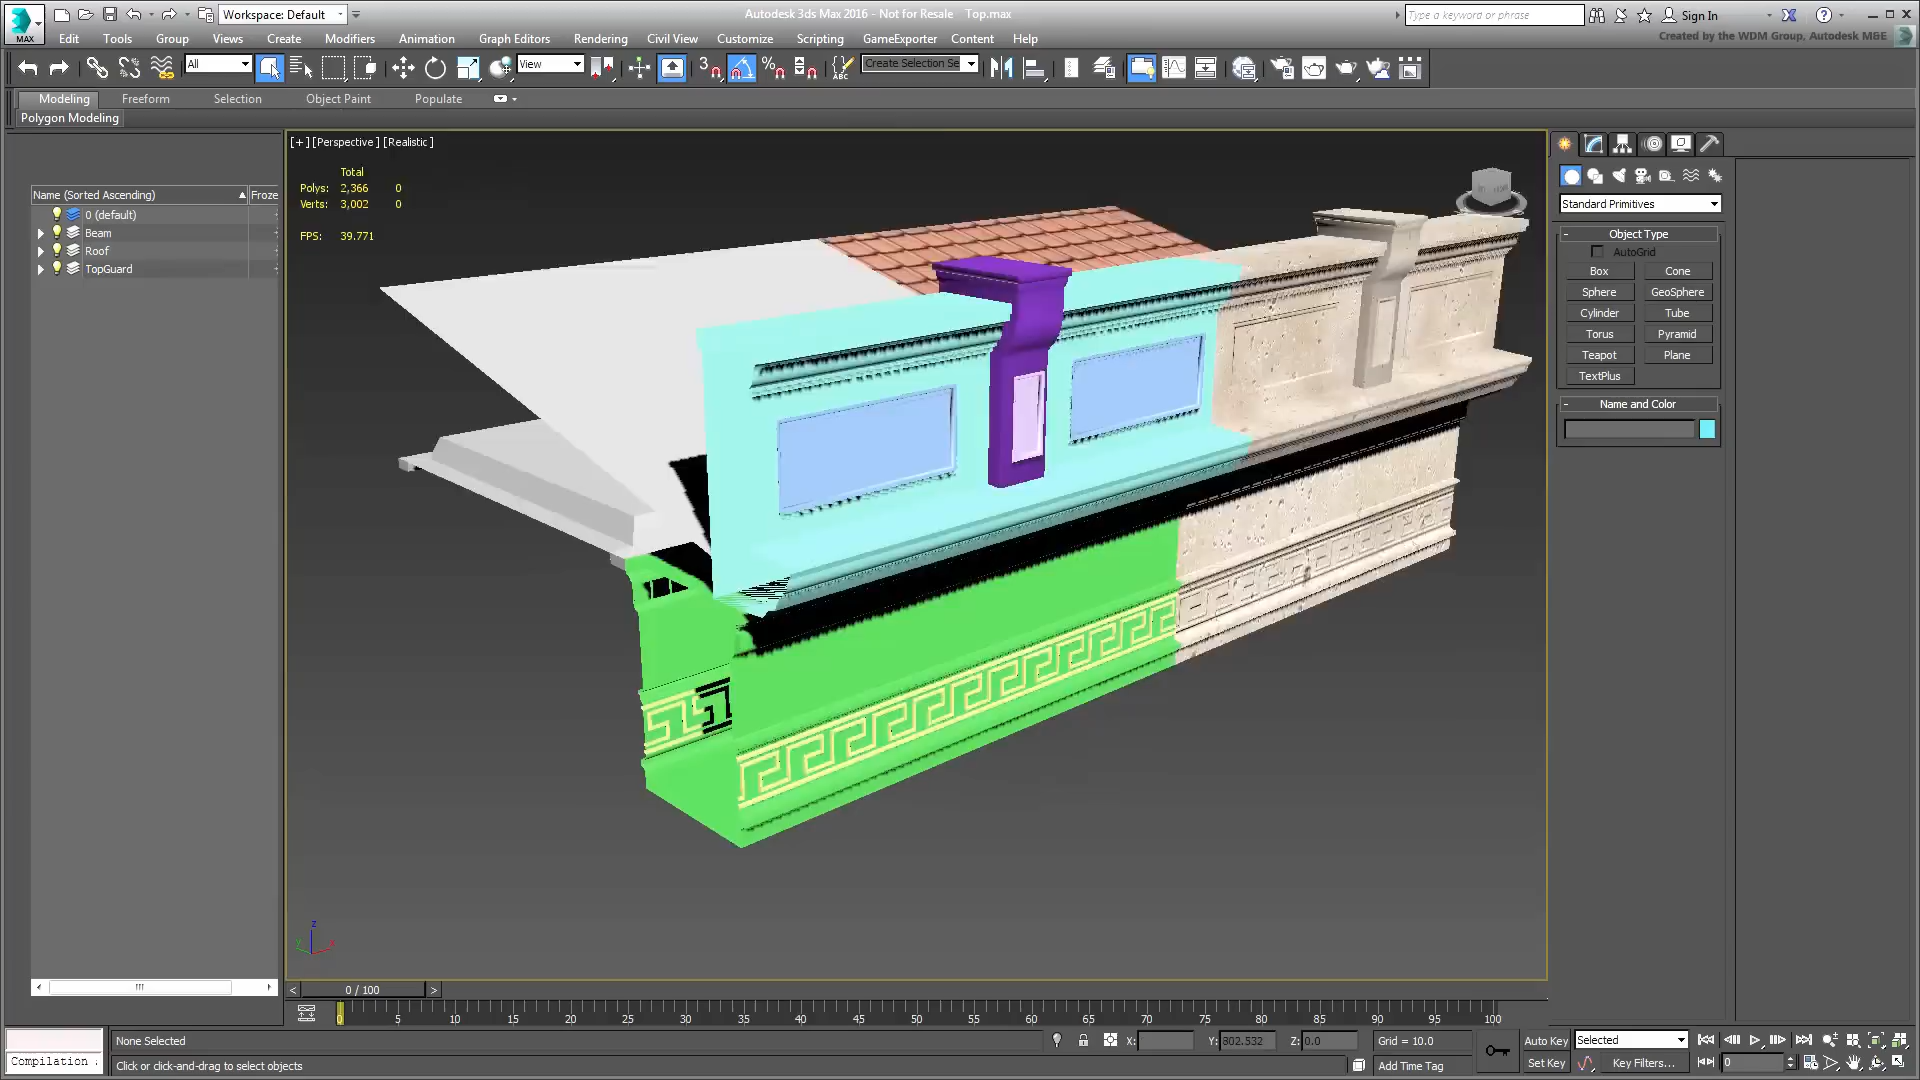 Workspace: Default
Autodesk 3ds Max 2016 - Not for Resale Top.max
Type a keyword or phrase
Sign In
MAX
Edit Tools Group Views Create Modifiers Animation Graph Editors Rendering Civil View Customize Scripting GameExporter Content Help
Created by the WDM Group, Autodesk M&E
All
View
3
ABC
Create Selection Se
Modeling Freeform Selection Object Paint Populate
Polygon Modeling
[+] [Perspective] [Realistic]
Total
Polys: 2,366 0
Verts: 3,002 0
FPS: 39.771
Name (Sorted Ascending) Froze
0 (default)
Beam
Roof
TopGuard
Standard Primitives
- Object Type
AutoGrid
Box Cone
Sphere GeoSphere
Cylinder Tube
Torus Pyramid
Teapot Plane
TextPlus
- Name and Color
z
y x
< 0 / 100 >
0 5 10 15 20 25 30 35 40 45 50 55 60 65 70 75 80 85 90 95 100
None Selected
X: Y: 802.532 Z: 0.0 Grid = 10.0
Auto Key Selected
Compilation :
Click or click-and-drag to select objects
Add Time Tag
Set Key Key Filters... 0